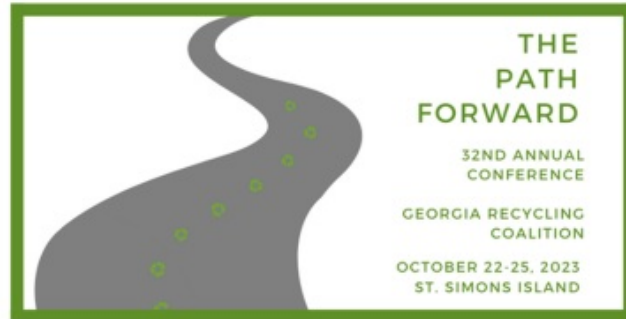 THE
PATH
FORWARD
32ND ANNUAL
CONFERENCE
GEORGIA RECYCLING
COALITION
OCTOBER 22-25, 2023
ST. SIMONS ISLAND